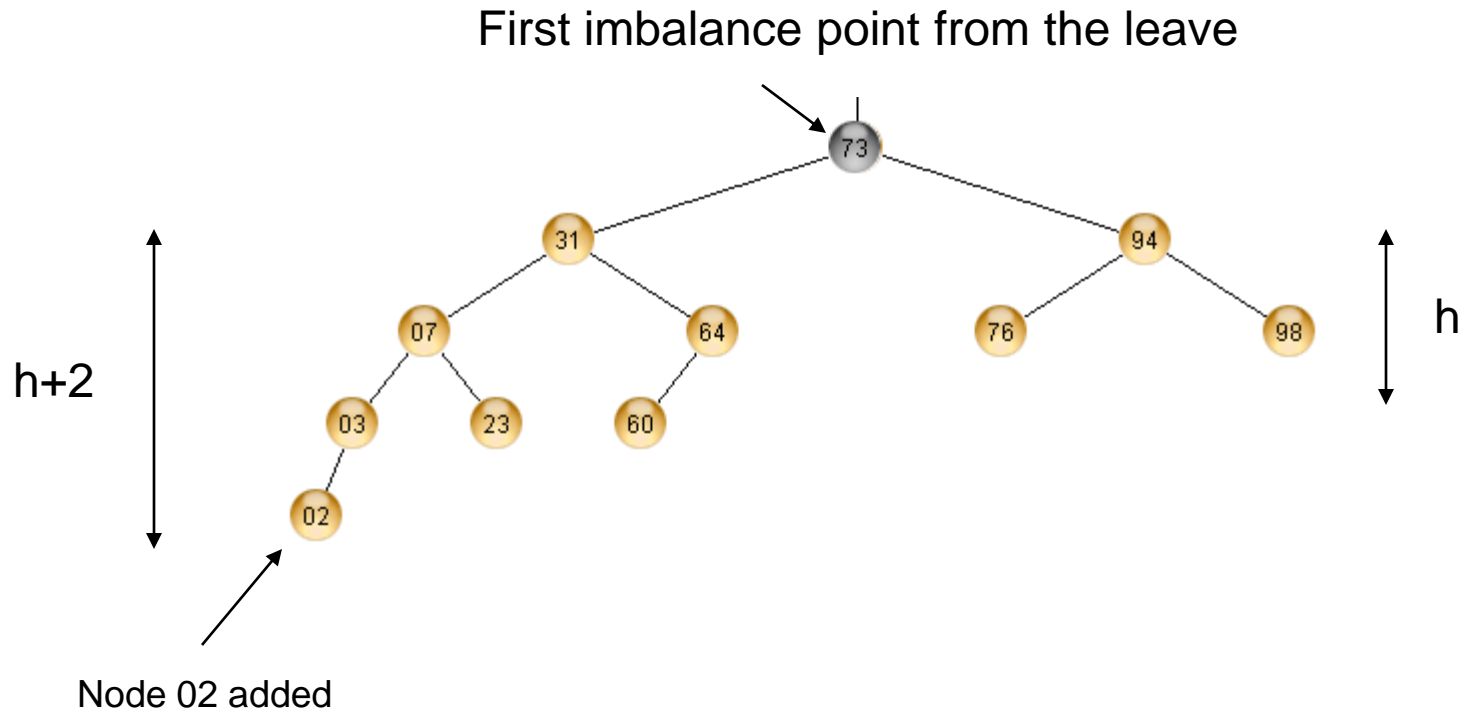 First imbalance point from the leave
73
31
94
07
64
76
98
h
h+2
03
23
60
02
Node 02 added